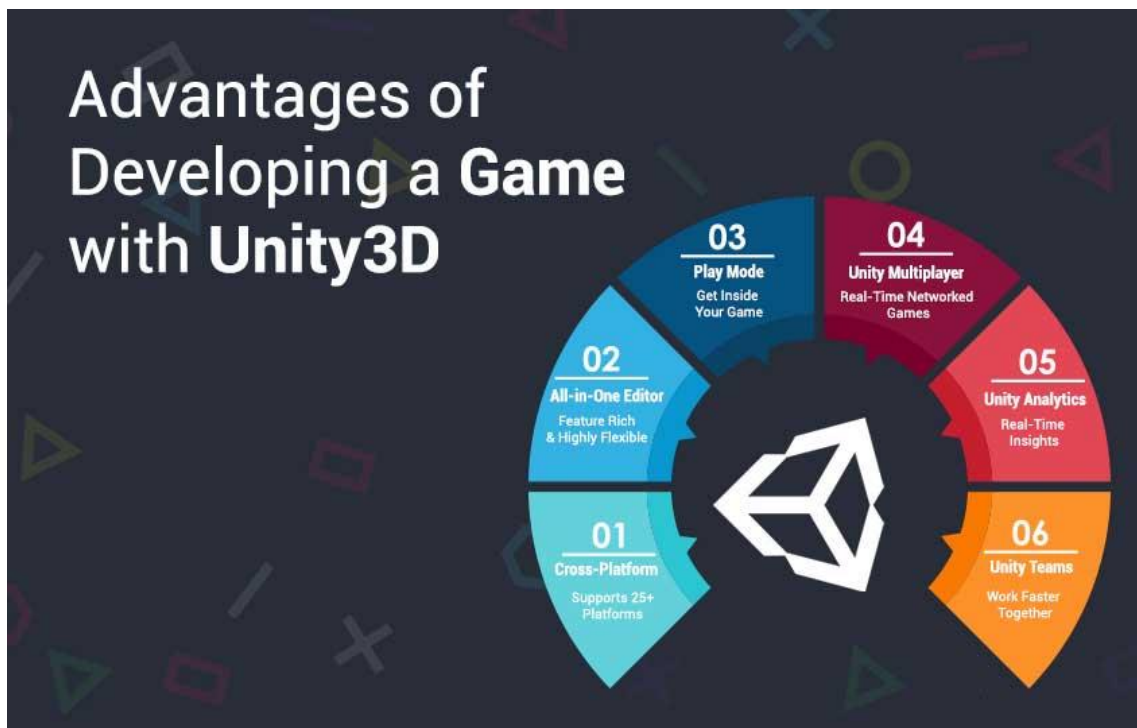 Advantages of
Developing a Game
with Unity3D
01
Cross-Platform
Supports 25+
Platforms
02
All-in-One Editor
Feature Rich
& Highly Flexible
03
Play Mode
Get Inside
Your Game
04
Unity Multiplayer
Real-Time Networked
Games
05
Unity Analytics
Real-Time
Insights
06
Unity Teams
Work Faster
Together